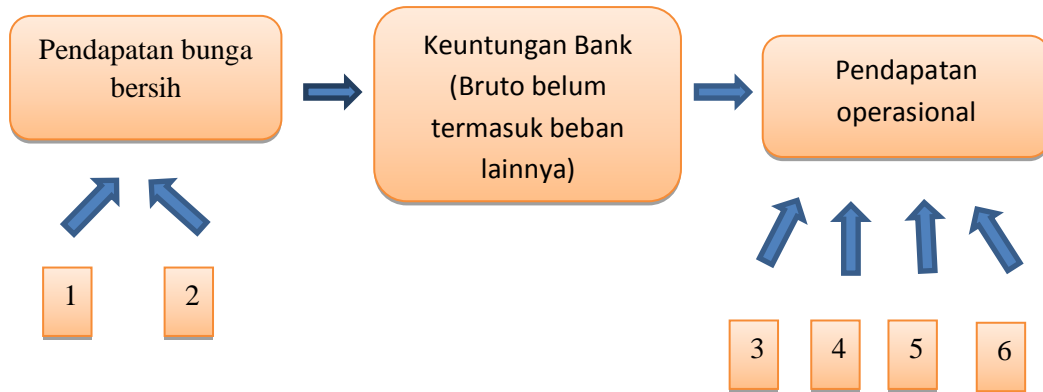 Pendapatan bunga
bersih
Keuntungan Bank
(Bruto belum
termasuk beban
lainnya)
Pendapatan
operasional
1
2
3
4
5
6